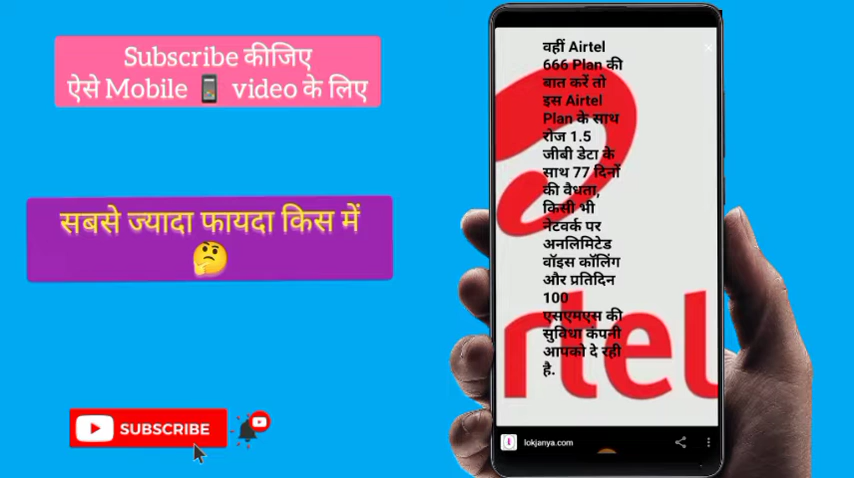 Subscribe कीजिए
ऐसे Mobile 📱 video के लिए
सबसे ज्यादा फायदा किस में
🤔
SUBSCRIBE
वहीं Airtel
666 Plan की
बात करें तो
इस Airtel
Plan के साथ
रोज 1.5
जीबी डेटा के
साथ 77 दिनों
की वैधता,
किसी भी
नेटवर्क पर
अनलिमिटेड
वॉइस कॉलिंग
और प्रतिदिन
100
एसएमएस की
सुविधा कंपनी
आपको दे रही
है.
rtel
lokjanya.com